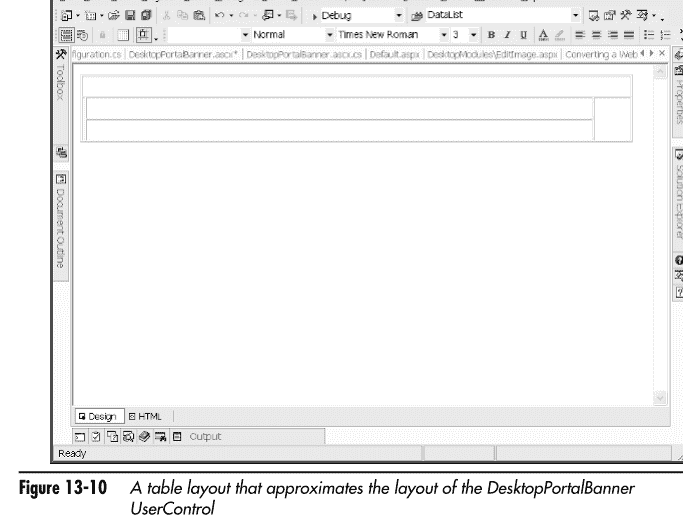 Debug DataList
Normal Times New Roman 3 B I U A
figuration.cs DesktopPortalBanner.ascx* DesktopPortalBanner.ascx.cs Default.aspx DesktopModules\EditImage.aspx Converting a Web
Toolbox
Properties
Document Outline
Solution Explorer
Design HTML
Output
Ready
Figure 13-10 A table layout that approximates the layout of the DesktopPortalBanner
UserControl